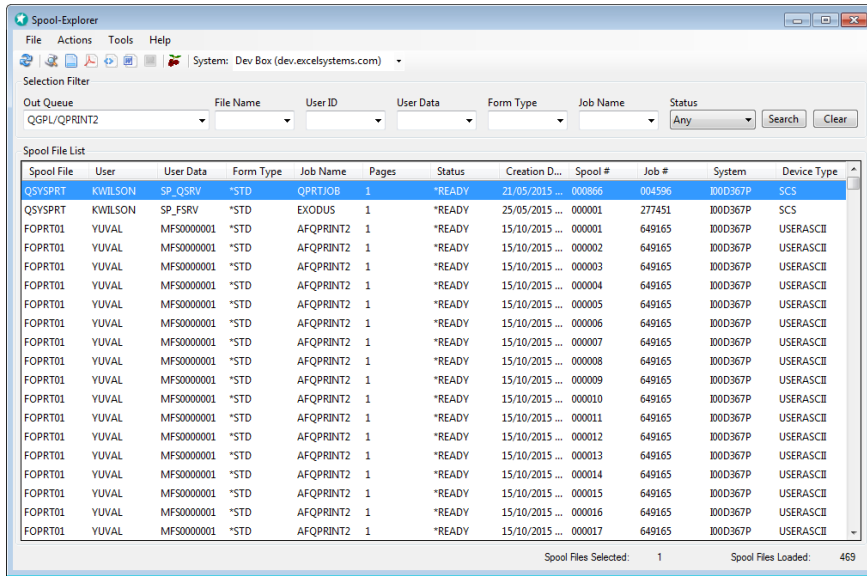 Spool-Explorer
File Actions Tools Help
System: Dev Box (dev.excelsystems.com)
Selection Filter
Out Queue File Name User ID User Data Form Type Job Name Status
QGPL/QPRINT2 Any Search Clear
Spool File List
Spool File User User Data Form Type Job Name Pages Status Creation D... Spool # Job # System Device Type
QSYSPRT KWILSON SP_QSRV *STD QPRTJOB 1 *READY 21/05/2015 ... 000866 004596 I00D367P SCS
QSYSPRT KWILSON SP_FSRV *STD EXODUS 1 *READY 25/05/2015 ... 000001 277451 I00D367P SCS
FOPRT01 YUVAL MFS0000001 *STD AFQPRINT2 1 *READY 15/10/2015 ... 000001 649165 I00D367P USERASCII
FOPRT01 YUVAL MFS0000001 *STD AFQPRINT2 1 *READY 15/10/2015 ... 000002 649165 I00D367P USERASCII
FOPRT01 YUVAL MFS0000001 *STD AFQPRINT2 1 *READY 15/10/2015 ... 000003 649165 I00D367P USERASCII
FOPRT01 YUVAL MFS0000001 *STD AFQPRINT2 1 *READY 15/10/2015 ... 000004 649165 I00D367P USERASCII
FOPRT01 YUVAL MFS0000001 *STD AFQPRINT2 1 *READY 15/10/2015 ... 000005 649165 I00D367P USERASCII
FOPRT01 YUVAL MFS0000001 *STD AFQPRINT2 1 *READY 15/10/2015 ... 000006 649165 I00D367P USERASCII
FOPRT01 YUVAL MFS0000001 *STD AFQPRINT2 1 *READY 15/10/2015 ... 000007 649165 I00D367P USERASCII
FOPRT01 YUVAL MFS0000001 *STD AFQPRINT2 1 *READY 15/10/2015 ... 000008 649165 I00D367P USERASCII
FOPRT01 YUVAL MFS0000001 *STD AFQPRINT2 1 *READY 15/10/2015 ... 000009 649165 I00D367P USERASCII
FOPRT01 YUVAL MFS0000001 *STD AFQPRINT2 1 *READY 15/10/2015 ... 000010 649165 I00D367P USERASCII
FOPRT01 YUVAL MFS0000001 *STD AFQPRINT2 1 *READY 15/10/2015 ... 000011 649165 I00D367P USERASCII
FOPRT01 YUVAL MFS0000001 *STD AFQPRINT2 1 *READY 15/10/2015 ... 000012 649165 I00D367P USERASCII
FOPRT01 YUVAL MFS0000001 *STD AFQPRINT2 1 *READY 15/10/2015 ... 000013 649165 I00D367P USERASCII
FOPRT01 YUVAL MFS0000001 *STD AFQPRINT2 1 *READY 15/10/2015 ... 000014 649165 I00D367P USERASCII
FOPRT01 YUVAL MFS0000001 *STD AFQPRINT2 1 *READY 15/10/2015 ... 000015 649165 I00D367P USERASCII
FOPRT01 YUVAL MFS0000001 *STD AFQPRINT2 1 *READY 15/10/2015 ... 000016 649165 I00D367P USERASCII
FOPRT01 YUVAL MFS0000001 *STD AFQPRINT2 1 *READY 15/10/2015 ... 000017 649165 I00D367P USERASCII
Spool Files Selected: 1 Spool Files Loaded: 469